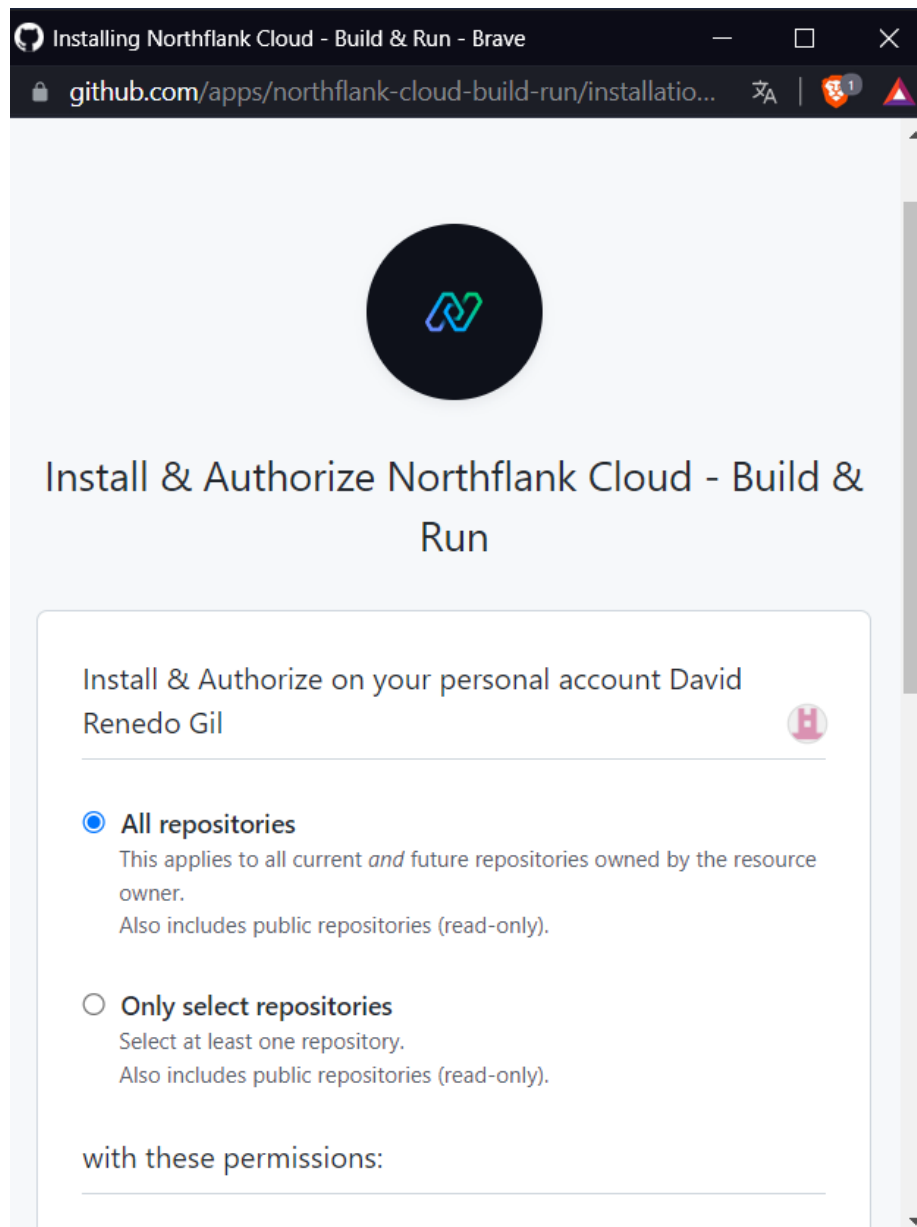 Installing Northflank Cloud - Build & Run - Brave
github.com/apps/northflank-cloud-build-run/installatio...
1
Install & Authorize Northflank Cloud - Build &
Run
Install & Authorize on your personal account David
Renedo Gil
All repositories
This applies to all current and future repositories owned by the resource
owner.
Also includes public repositories (read-only).
Only select repositories
Select at least one repository.
Also includes public repositories (read-only).
with these permissions: